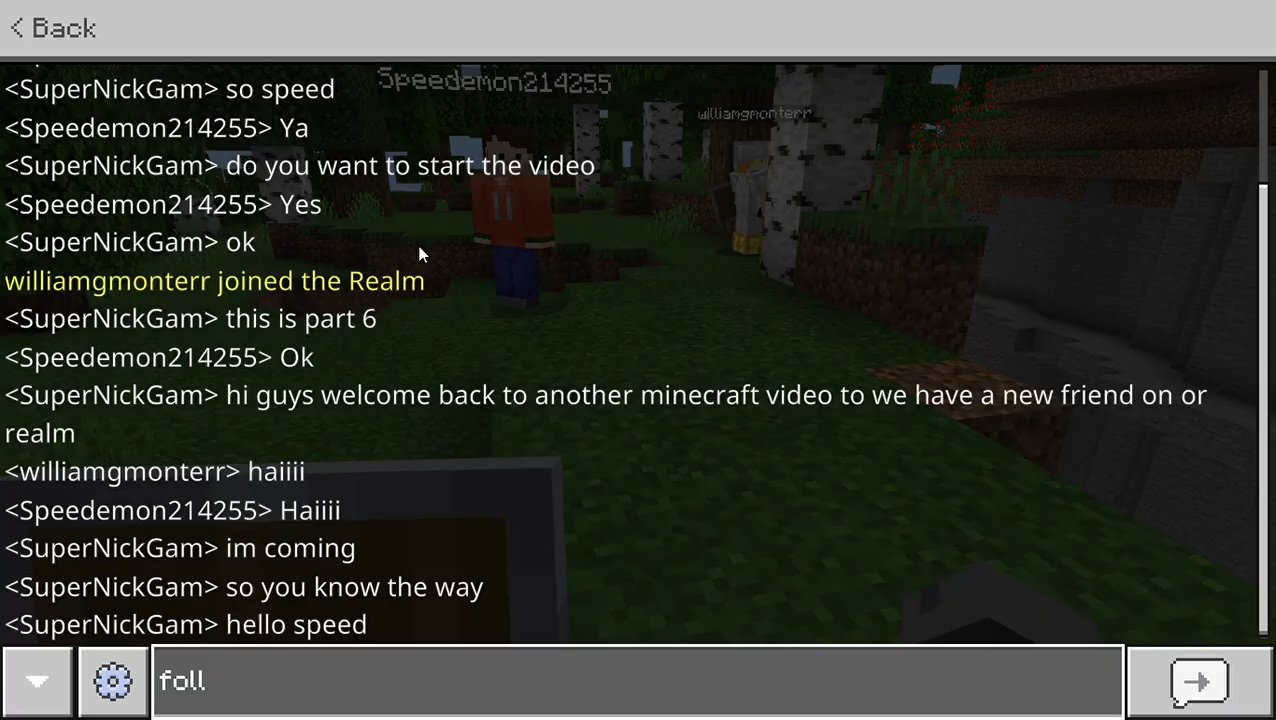 < Back
Speedemon214255
<SuperNickGam> so speed
williamgmonterr
<Speedemon214255> Ya
<SuperNickGam> do you want to start the video
<Speedemon214255> Yes
<SuperNickGam> ok
williamgmonterr joined the Realm
<SuperNickGam> this is part 6
<Speedemon214255> Ok
<SuperNickGam> hi guys welcome back to another minecraft video to we have a new friend on or
realm
<williamgmonterr> haiiii
<Speedemon214255> Haiiii
<SuperNickGam> im coming
<SuperNickGam> so you know the way
<SuperNickGam> hello speed
foll